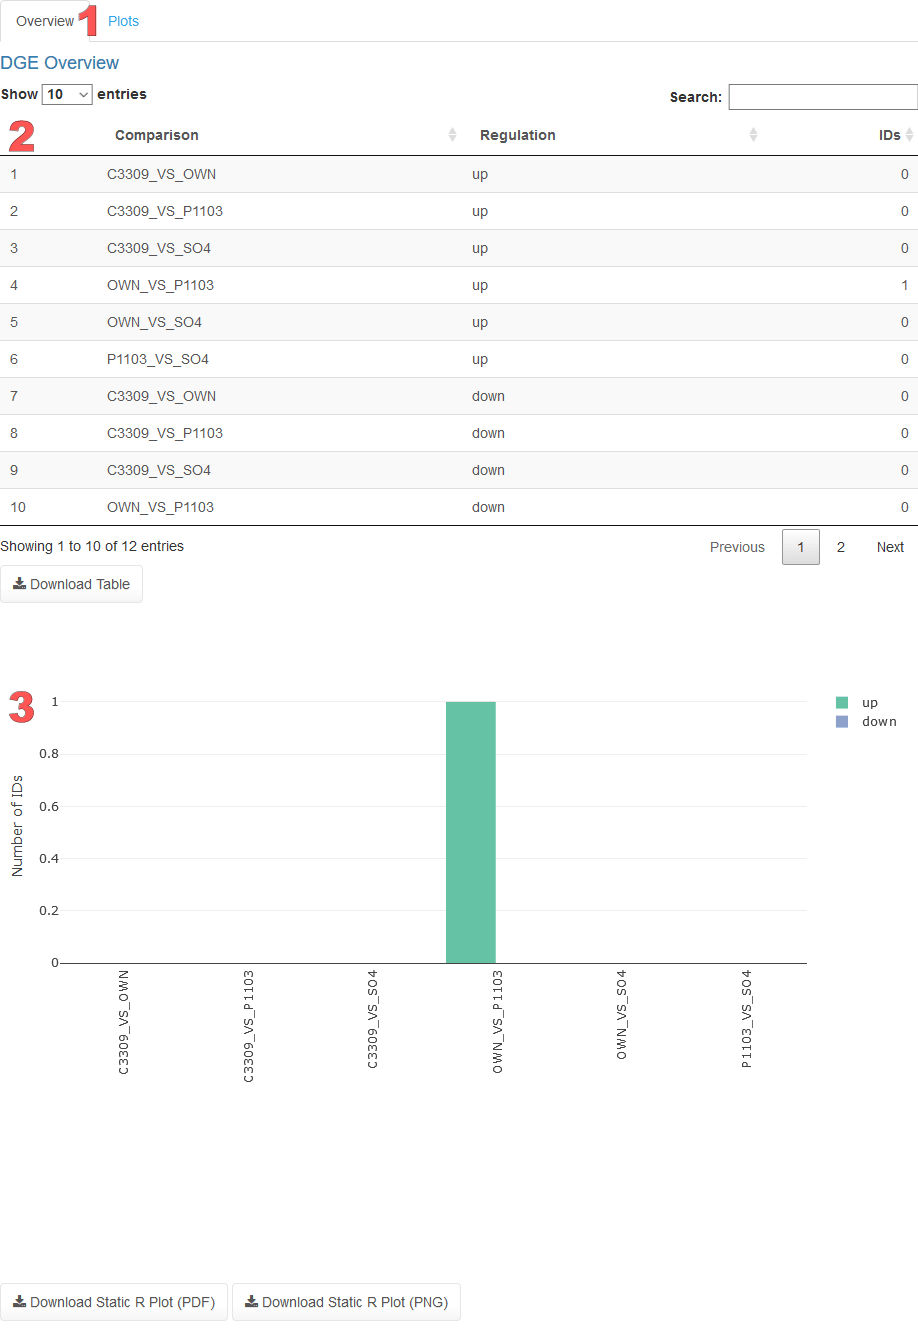 Overview 1 Plots
DGE Overview
Show 10 entries Search:
2 Comparison Regulation IDs
1 C3309_VS_OWN up 0
2 C3309_VS_P1103 up 0
3 C3309_VS_SO4 up 0
4 OWN_VS_P1103 up 1
5 OWN_VS_SO4 up 0
6 P1103_VS_SO4 up 0
7 C3309_VS_OWN down 0
8 C3309_VS_P1103 down 0
9 C3309_VS_SO4 down 0
10 OWN_VS_P1103 down 0
Showing 1 to 10 of 12 entries Previous 1 2 Next
Download Table
3
Number of IDs
1
0.8
0.6
0.4
0.2
0
up
down
C3309_VS_OWN
C3309_VS_P1103
C3309_VS_SO4
OWN_VS_P1103
OWN_VS_SO4
P1103_VS_SO4
Download Static R Plot (PDF) Download Static R Plot (PNG)